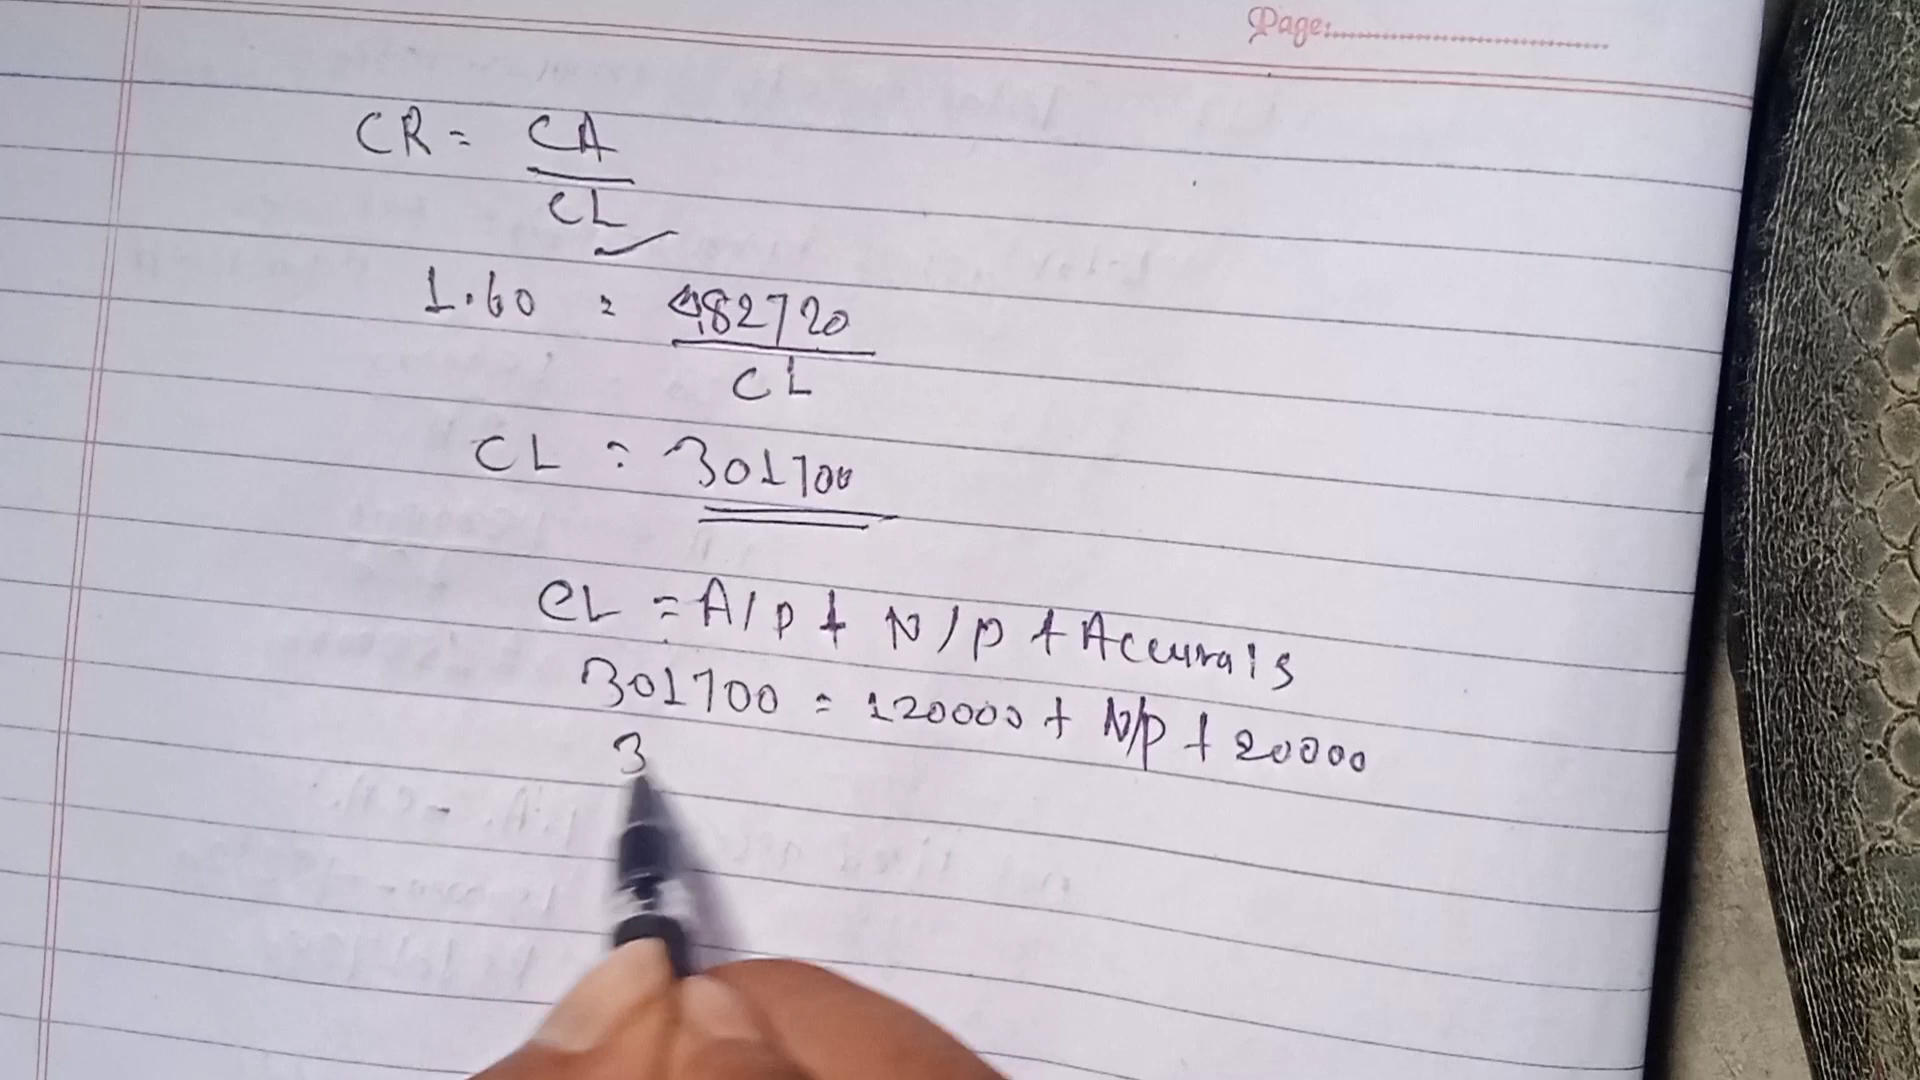 Page:
CR = CA
CL
1.60 = 482720
CL
CL = 301700
CL = A/P + N/P + Accurals
301700 = 120000 + N/P + 20000
3